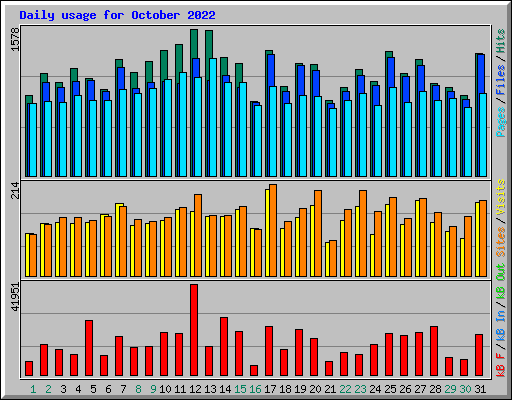 Daily usage for October 2022
1578
Pages / Files / Hits
214
Sites / Visits
41951
kB F / kB In / kB Out
1 2 3 4 5 6 7 8 9 10 11 12 13 14 15 16 17 18 19 20 21 22 23 24 25 26 27 28 29 30 31